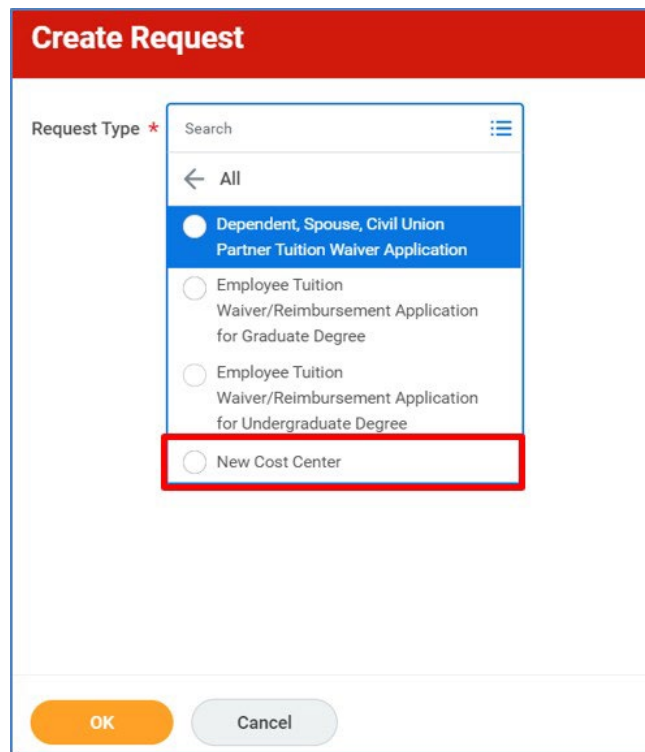 Create Request
Request Type *
Search
All
Dependent, Spouse, Civil Union
Partner Tuition Waiver Application
Employee Tuition
Waiver/Reimbursement Application
for Graduate Degree
Employee Tuition
Waiver/Reimbursement Application
for Undergraduate Degree
New Cost Center
OK
Cancel